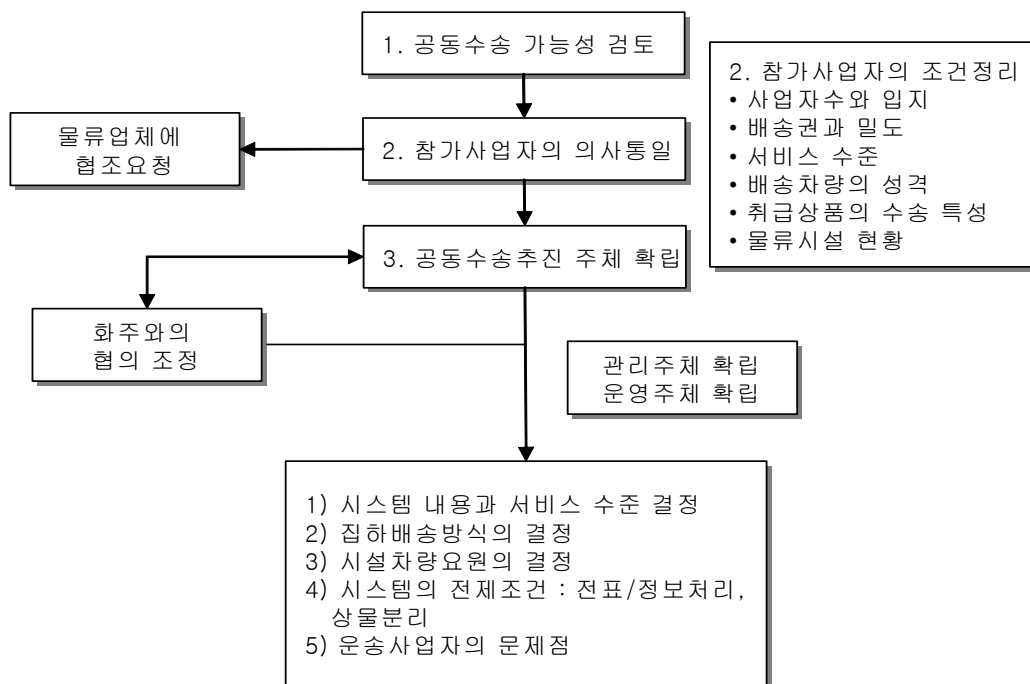 1. 공동수송 가능성 검토
2. 참가사업자의 조건정리
• 사업자수와 입지
• 배송권과 밀도
• 서비스 수준
• 배송차량의 성격
• 취급상품의 수송 특성
• 물류시설 현황
물류업체에
협조요청
2. 참가사업자의 의사통일
3. 공동수송추진 주체 확립
화주와의
협의 조정
관리주체 확립
운영주체 확립
1) 시스템 내용과 서비스 수준 결정
2) 집하배송방식의 결정
3) 시설차량요원의 결정
4) 시스템의 전제조건 : 전표/정보처리,
상물분리
5) 운송사업자의 문제점